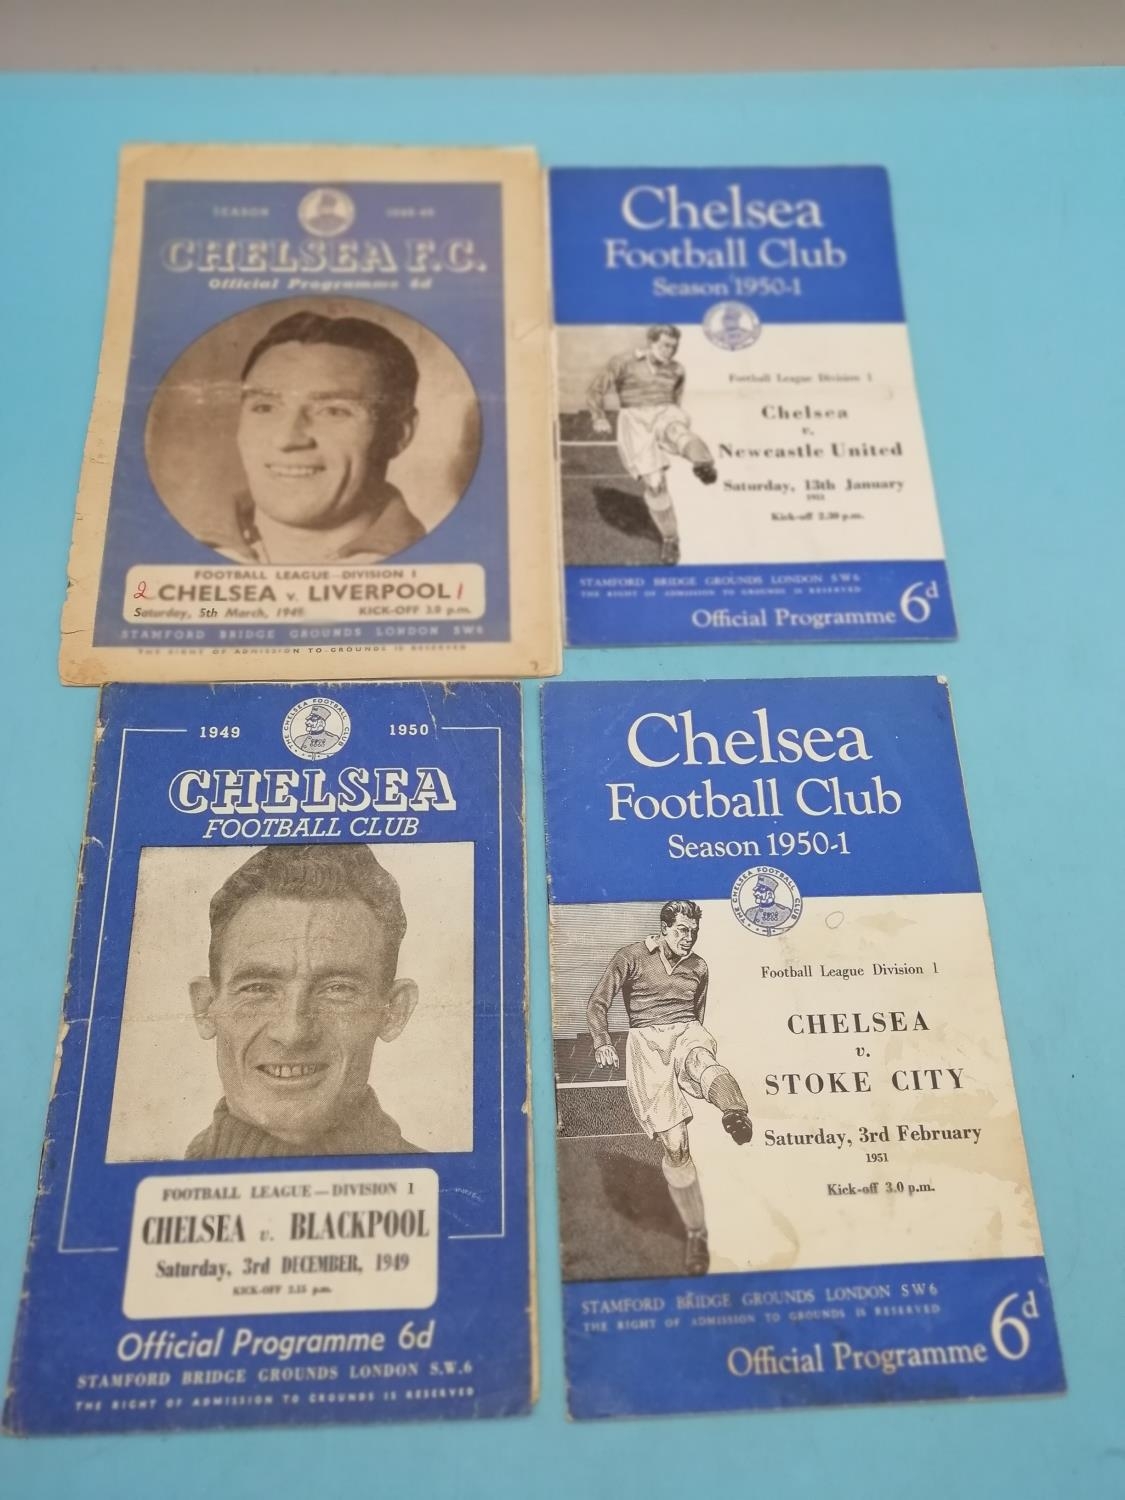 SEASON 1948-49
CHELSEA F.C.
Official Programme 6d
FOOTBALL LEAGUE—DIVISION 1
2 CHELSEA v. LIVERPOOL 1
Saturday, 5th March, 1949 KICK-OFF 3.0 p.m.
STAMFORD BRIDGE GROUNDS LONDON SW6
THE RIGHT OF ADMISSION TO GROUNDS IS RESERVED
Chelsea
Football Club
Season 1950-1
Football League Division 1
Chelsea
v.
Newcastle United
Saturday, 13th January
1951
Kick-off 2.30 p.m.
STAMFORD BRIDGE GROUNDS LONDON SW6
THE RIGHT OF ADMISSION TO GROUNDS IS RESERVED
Official Programme 6d
1949 1950
THE CHELSEA FOOTBALL CLUB
CHELSEA
FOOTBALL CLUB
FOOTBALL LEAGUE—DIVISION 1
CHELSEA v. BLACKPOOL
Saturday, 3rd DECEMBER, 1949
KICK-OFF 2.15 p.m.
Official Programme 6d
STAMFORD BRIDGE GROUNDS LONDON S.W.6
THE RIGHT OF ADMISSION TO GROUNDS IS RESERVED
Chelsea
Football Club
Season 1950-1
THE CHELSEA FOOTBALL CLUB
Football League Division 1
CHELSEA
v.
STOKE CITY
Saturday, 3rd February
1951
Kick-off 3.0 p.m.
STAMFORD BRIDGE GROUNDS LONDON SW6
THE RIGHT OF ADMISSION TO GROUNDS IS RESERVED
Official Programme 6d